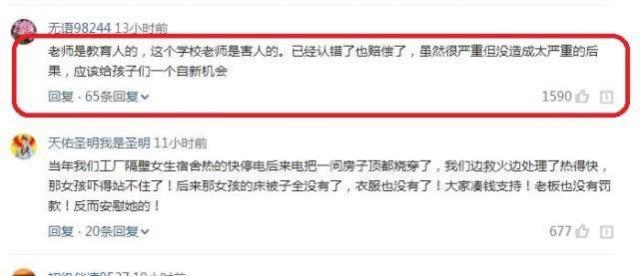 无语98244 13小时前
老师是教育人的，这个学校老师是害人的。已经认错了也赔偿了，虽然很严重但没造成太严重的后
果，应该给孩子们一个自新机会
回复 · 65条回复
1590
天佑圣明我是圣明 11小时前
当年我们工厂隔壁女生宿舍热的快停电后来电把一间房子顶都烧穿了，我们边救火边处理了热得快，
那女孩吓得站不住了！后来那女孩的床被子全没有了，衣服也没有了！大家凑钱支持！老板也没有罚
款！反而安慰她的！
回复 · 20条回复
677